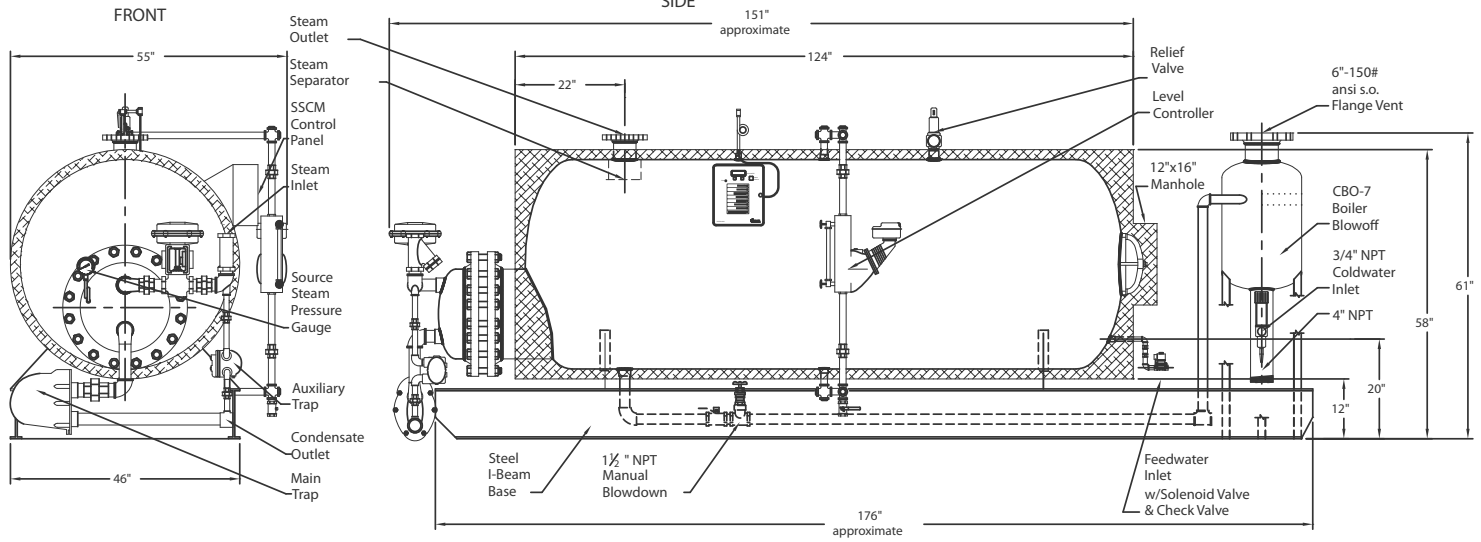 FRONT
SIDE
55"
Steam
Outlet
Steam
Separator
SSCM
Control
Panel
Steam
Inlet
Source
Steam
Pressure
Gauge
Auxiliary
Trap
Condensate
Outlet
Main
Trap
46"
151"
approximate
124"
22"
Relief
Valve
Level
Controller
12"x16"
Manhole
6"-150#
ansi s.o.
Flange Vent
CBO-7
Boiler
Blowoff
3/4" NPT
Coldwater
Inlet
4" NPT
61"
58"
20"
12"
Steel
I-Beam
Base
1½" NPT
Manual
Blowdown
Feedwater
Inlet
w/Solenoid Valve
& Check Valve
176"
approximate